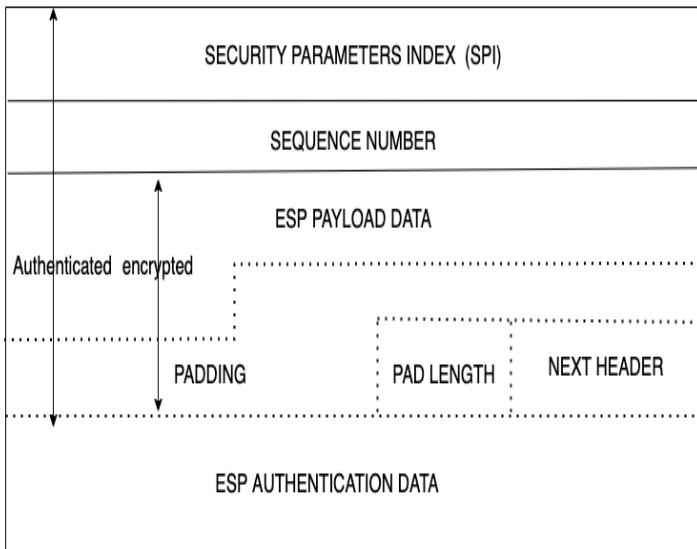 SECURITY PARAMETERS INDEX (SPI)
SEQUENCE NUMBER
ESP PAYLOAD DATA
Authenticated encrypted
PADDING
PAD LENGTH
NEXT HEADER
ESP AUTHENTICATION DATA